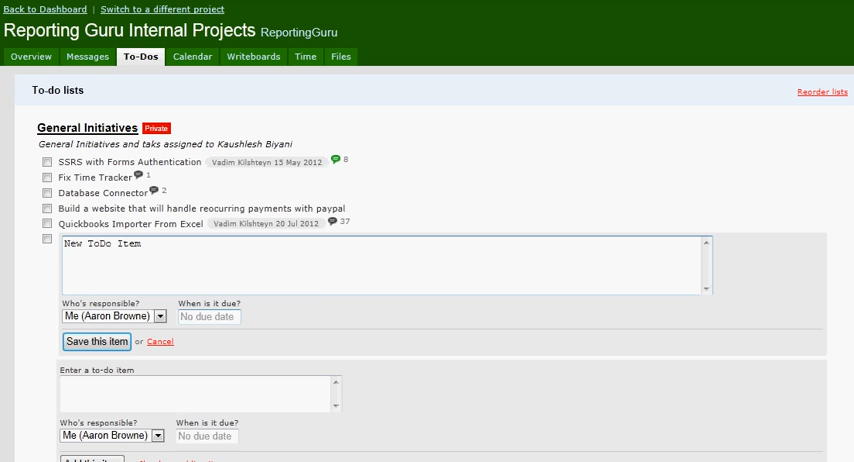 Back to Dashboard | Switch to a different project
Reporting Guru Internal Projects ReportingGuru
Overview Messages To-Dos Calendar Writeboards Time Files
To-do lists Reorder lists
General Initiatives Private
General Initiatives and taks assigned to Kaushlesh Biyani
SSRS with Forms Authentication Vadim Kilshteyn 15 May 2012 8
Fix Time Tracker 1
Database Connector 2
Build a website that will handle reocurring payments with paypal
Quickbooks Importer From Excel Vadim Kilshteyn 20 Jul 2012 37
New ToDo Item
Who's responsible? When is it due?
Me (Aaron Browne) No due date
Save this item or Cancel
Enter a to-do item
Who's responsible? When is it due?
Me (Aaron Browne) No due date
Add this item